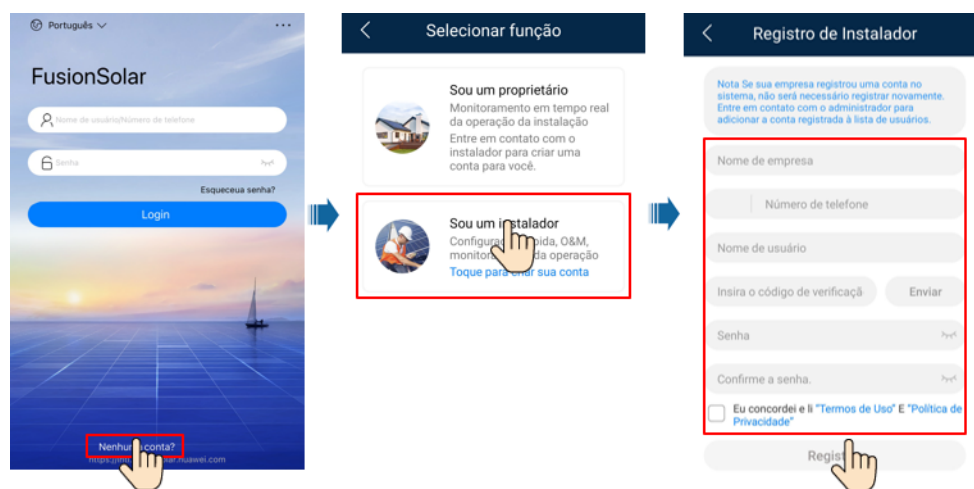 Português
FusionSolar
Nome de usuário/Número de telefone
Senha
Esqueceua senha?
Login
Nenhuma conta?
Selecionar função
Sou um proprietário
Monitoramento em tempo real
da operação da instalação
Entre em contato com o
instalador para criar uma
conta para você.
Sou um instalador
O&M,
da operação
Toque para criar sua conta
Registro de Instalador
Nota Se sua empresa registrou uma conta no
sistema, não será necessário registrar novamente.
Entre em contato com o administrador para
adicionar a conta registrada à lista de
usuários.
Nome de empresa
Número de telefone
Nome de usuário
Insira o código de verificaçã
Enviar
Senha
Confirme a senha.
Eu concordei e li "Termos de Uso" E "Política de
Privacidade"